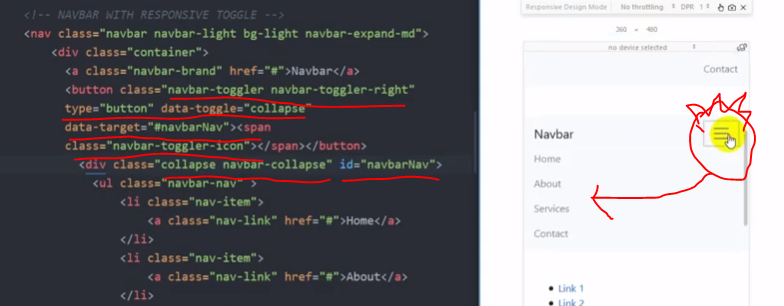 <!-- NAVBAR WITH RESPONSIVE TOGGLE -->
<nav class="navbar navbar-light bg-light navbar-expand-md">
<div class="container">
<a class="navbar-brand" href="#">Navbar</a>
<button class="navbar-toggler navbar-toggler-right"
type="button" data-toggle="collapse"
data-target="#navbarNav"><span
class="navbar-toggler-icon"></span></button>
<div class="collapse navbar-collapse" id="navbarNav">
<ul class="navbar-nav" >
<li class="nav-item">
<a class="nav-link" href="#">Home</a>
</li>
<li class="nav-item">
<a class="nav-link" href="#">About</a>
</li>
Responsive Design Mode No throttling DPR: 1
360 × 480
no device selected
Contact
Navbar
Home
About
Services
Contact
Link 1
Link 2